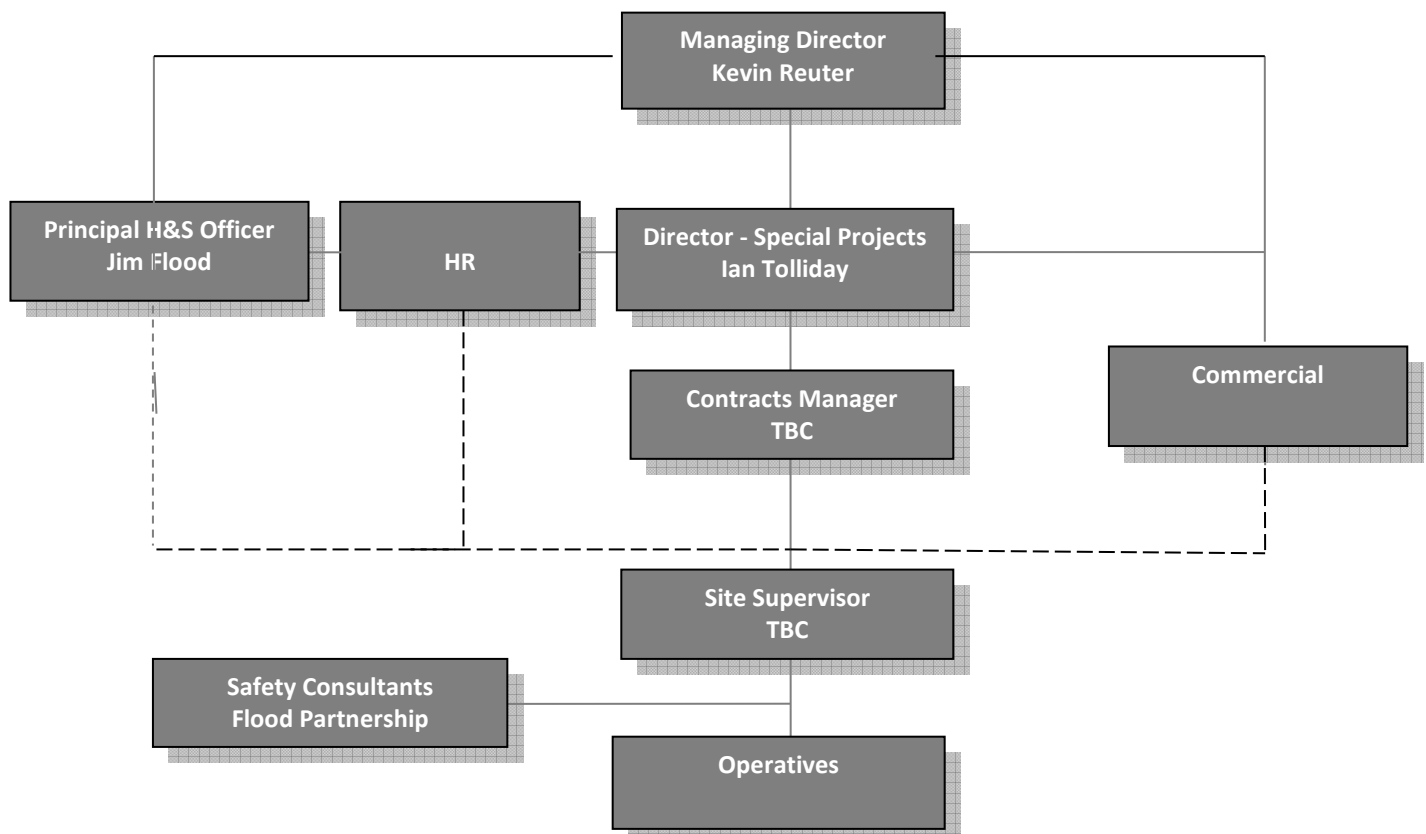 Managing Director
Kevin Reuter
Principal H&S Officer
Jim Flood
HR
Director - Special Projects
Ian Tolliday
Commercial
Contracts Manager
TBC
Site Supervisor
TBC
Safety Consultants
Flood Partnership
Operatives